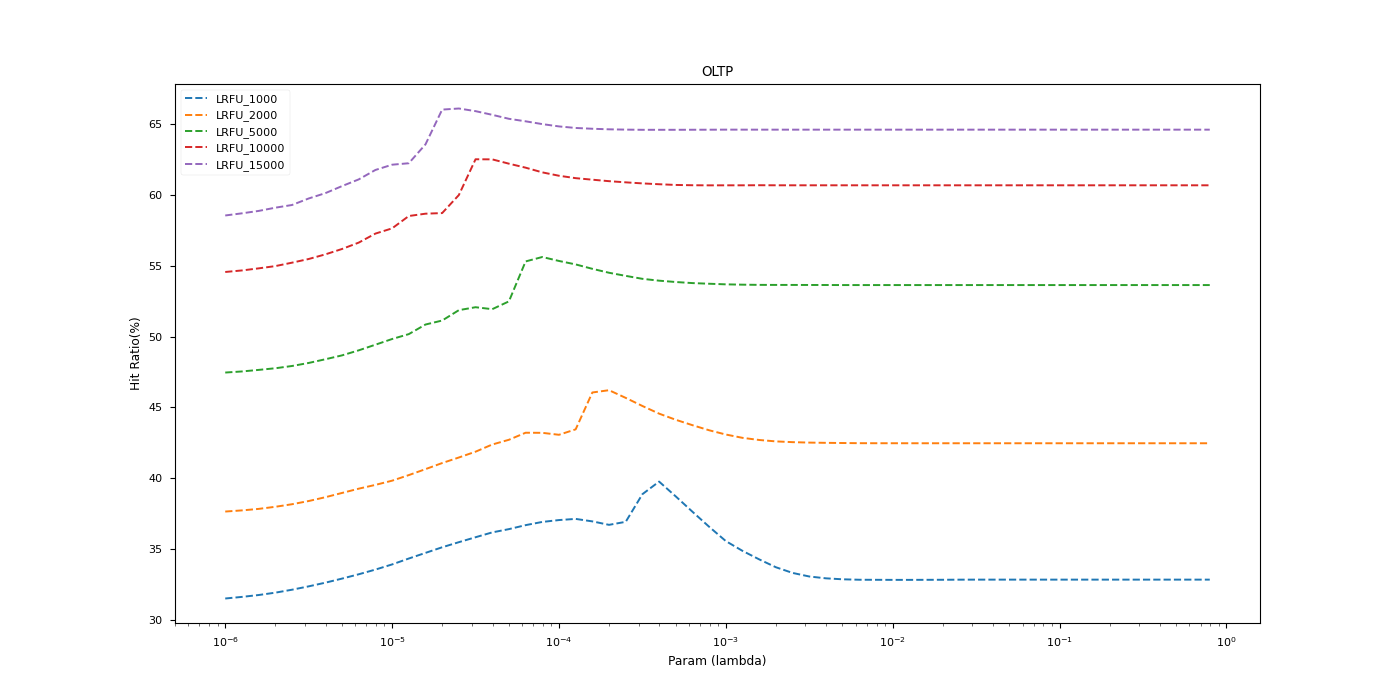 OLTP
LRFU_1000
LRFU_2000
LRFU_5000
LRFU_10000
LRFU_15000
65
60
55
50
45
40
35
30
Hit Ratio(%)
10⁻⁶ 10⁻⁵ 10⁻⁴ 10⁻³ 10⁻² 10⁻¹ 10⁰
Param (lambda)